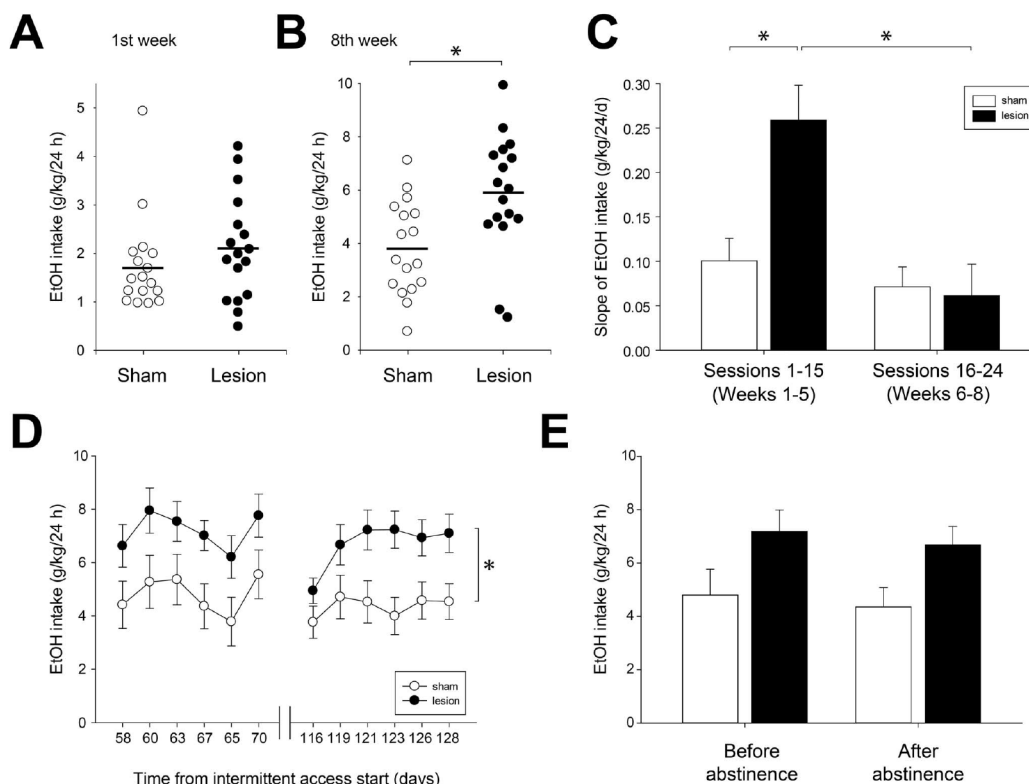 A
1st week
B
8th week
*
C
*
*
EtOH intake (g/kg/24 h)
5
4
3
2
1
0
Sham
Lesion
EtOH intake (g/kg/24 h)
10
8
6
4
2
0
Sham
Lesion
Slope of EtOH intake (g/kg/24/d)
0.30
0.25
0.20
0.15
0.10
0.05
0.00
sham
lesion
Sessions 1-15
(Weeks 1-5)
Sessions 16-24
(Weeks 6-8)
D
EtOH intake (g/kg/24 h)
10
8
6
4
2
0
*
sham
lesion
58 60 63 67 65 70 116 119 121 123 126 128
Time from intermittent access start (days)
E
EtOH intake (g/kg/24 h)
10
8
6
4
2
0
Before
abstinence
After
abstinence